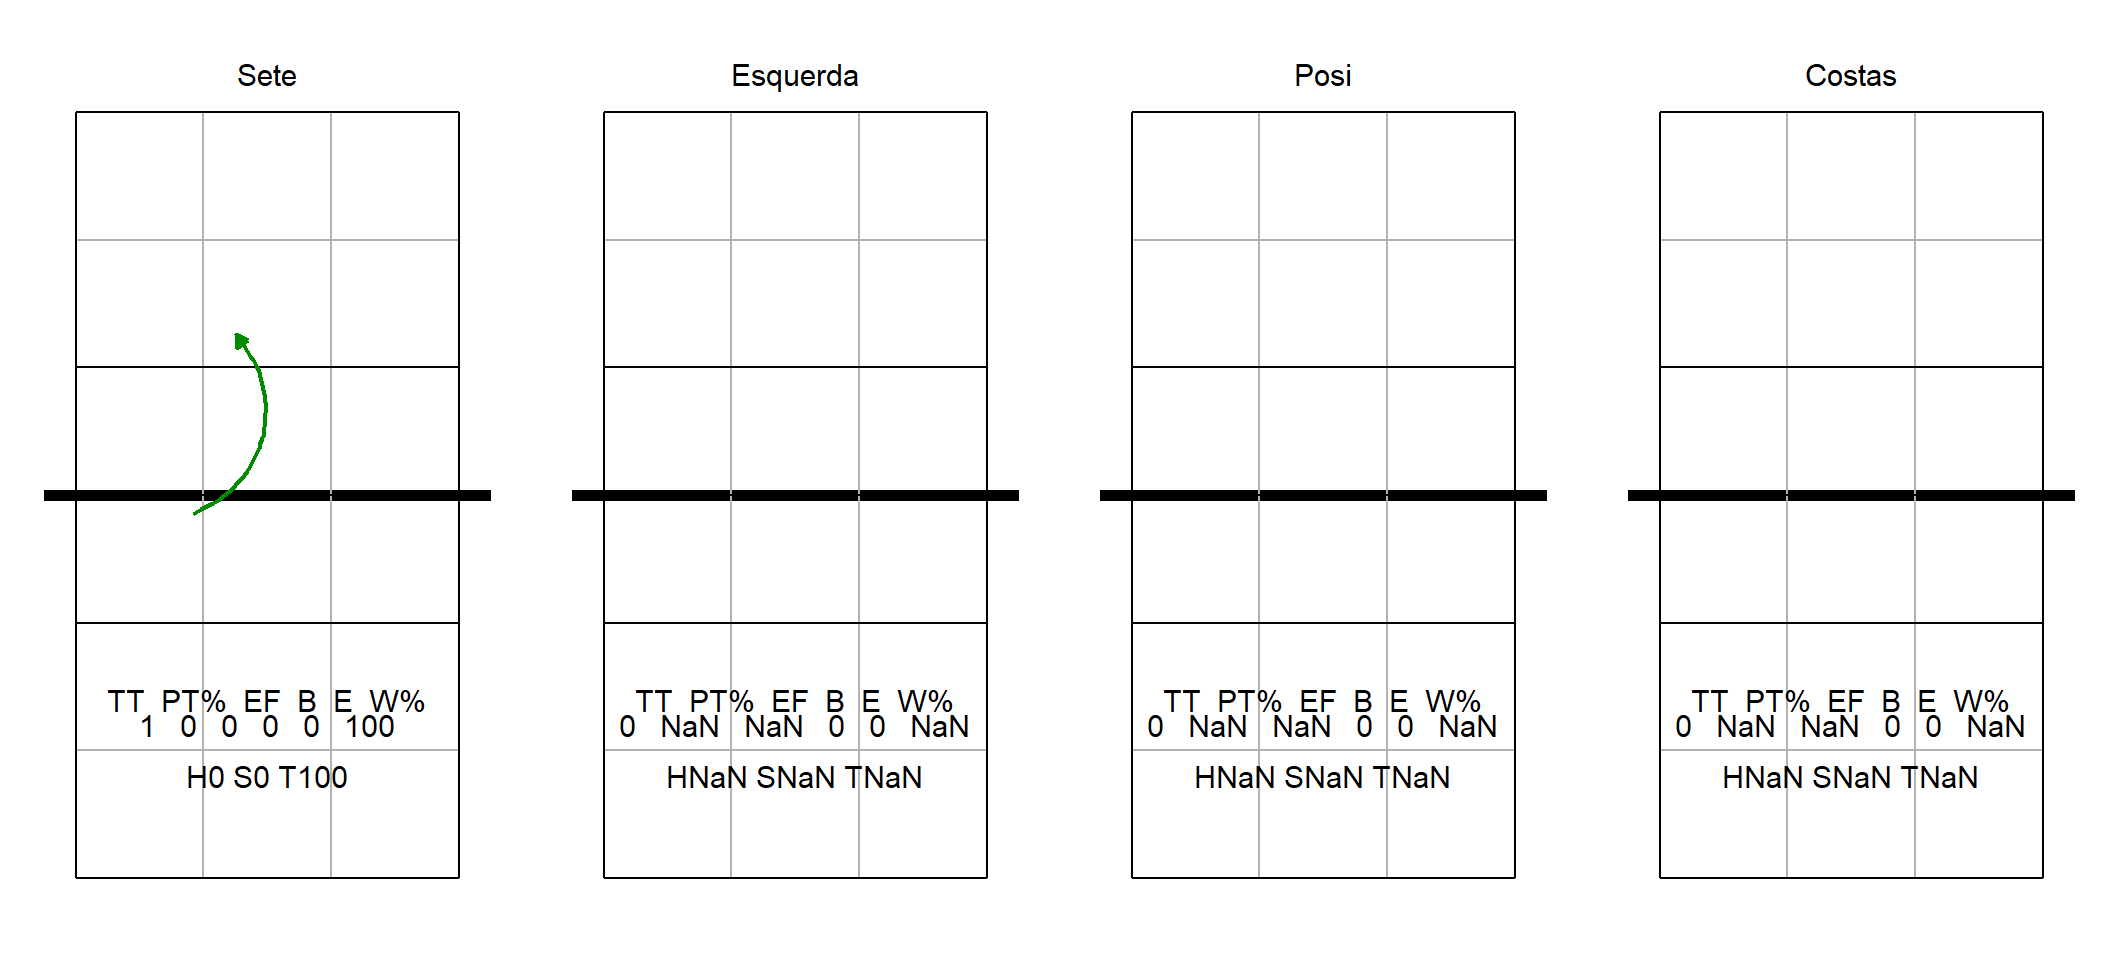 Sete
TT PT% EF B E W%
1 0 0 0 0 100
H0 S0 T100
Esquerda
TT PT% EF B E W%
0 NaN NaN 0 0 NaN
HNaN SNaN TNaN
Posi
TT PT% EF B E W%
0 NaN NaN 0 0 NaN
HNaN SNaN TNaN
Costas
TT PT% EF B E W%
0 NaN NaN 0 0 NaN
HNaN SNaN TNaN